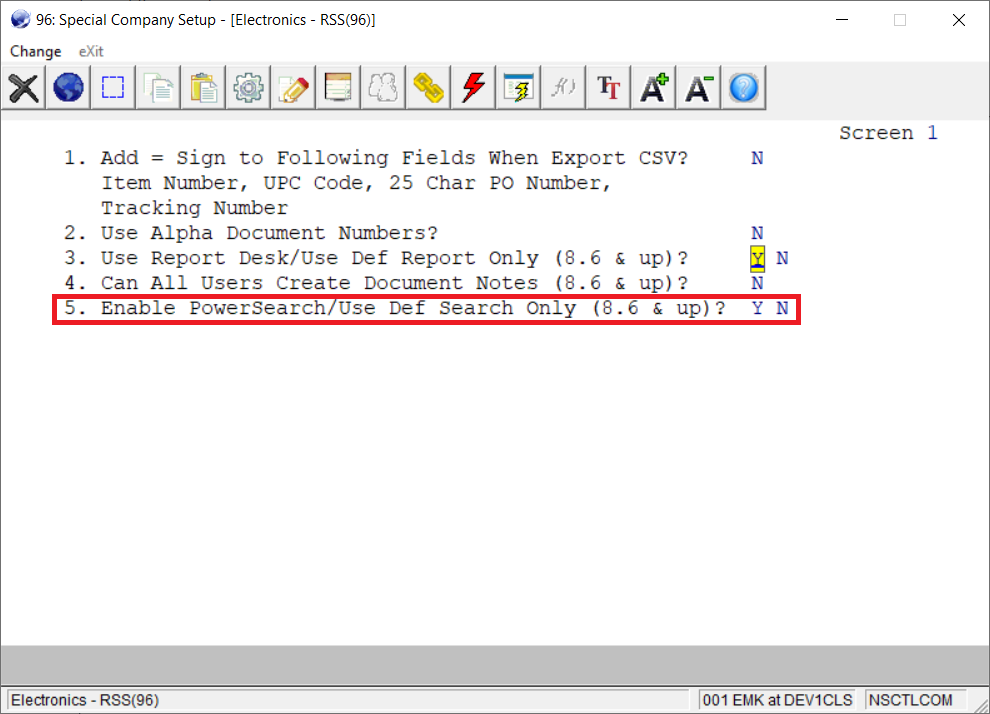 96: Special Company Setup - [Electronics - RSS(96)]
Change eXit
f() TT A+ A- ?
Screen 1
1. Add = Sign to Following Fields When Export CSV? N
Item Number, UPC Code, 25 Char PO Number,
Tracking Number
2. Use Alpha Document Numbers? N
3. Use Report Desk/Use Def Report Only (8.6 & up)? Y N
4. Can All Users Create Document Notes (8.6 & up)? N
5. Enable PowerSearch/Use Def Search Only (8.6 & up)? Y N
Electronics - RSS(96) 001 EMK at DEV1CLS NSCTLCOM